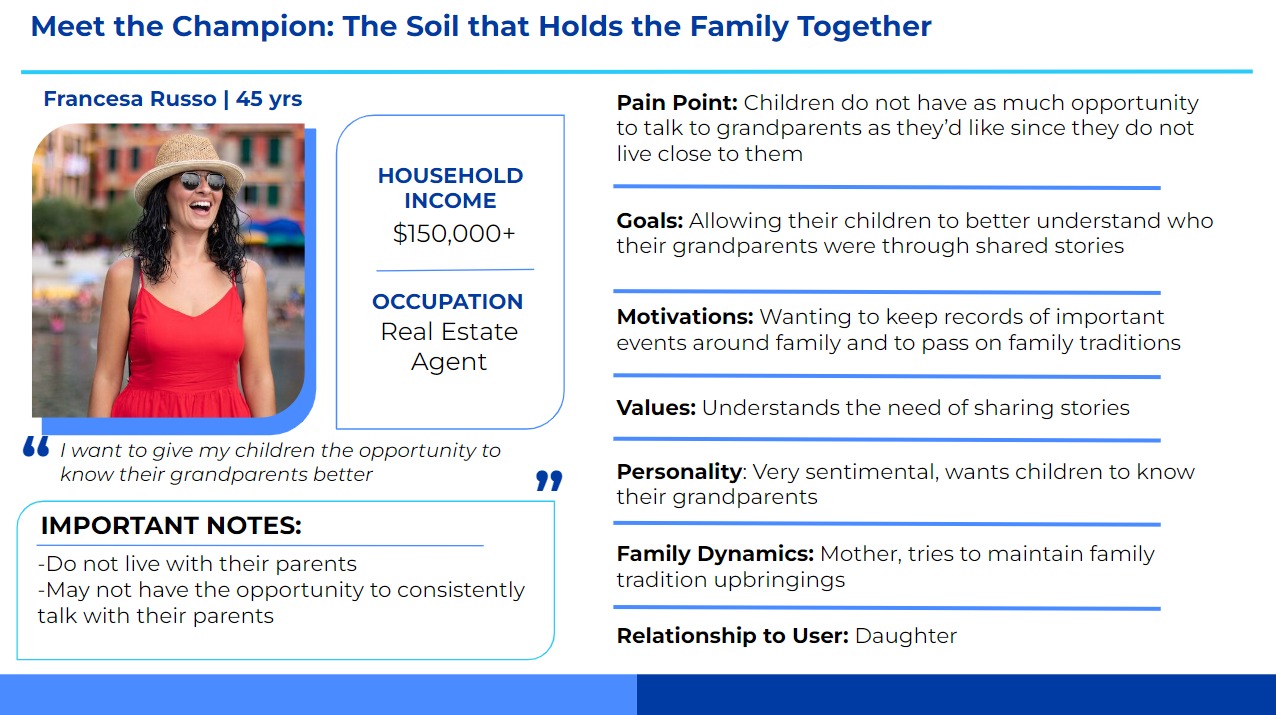 Meet the Champion: The Soil that Holds the Family Together
Francesa Russo | 45 yrs
HOUSEHOLD
INCOME
$150,000+
OCCUPATION
Real Estate
Agent
“ I want to give my children the opportunity to
know their grandparents better ”
IMPORTANT NOTES:
-Do not live with their parents
-May not have the opportunity to consistently
talk with their parents
Pain Point: Children do not have as much opportunity
to talk to grandparents as they’d like since they do not
live close to them
Goals: Allowing their children to better understand who
their grandparents were through shared stories
Motivations: Wanting to keep records of important
events around family and to pass on family traditions
Values: Understands the need of sharing stories
Personality: Very sentimental, wants children to know
their grandparents
Family Dynamics: Mother, tries to maintain family
tradition upbringings
Relationship to User: Daughter